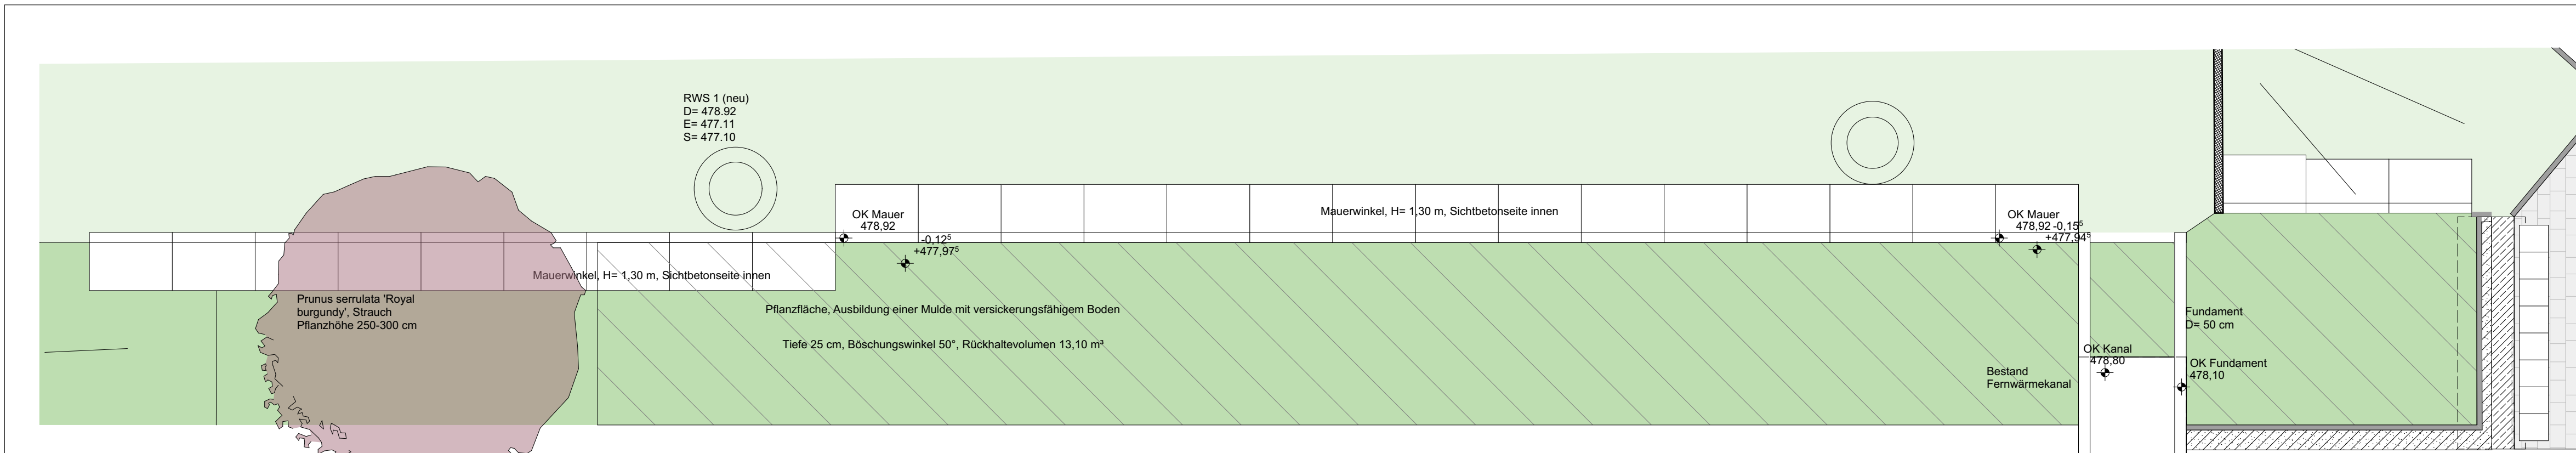 RWS 1 (neu)
D= 478.92
E= 477.11
S= 477.10
OK Mauer
478,92
-0,12⁵
+477,97⁵
Mauerwinkel, H= 1,30 m, Sichtbetonseite innen
OK Mauer
478,92 -0,15⁵
+477,94⁵
Mauerwinkel, H= 1,30 m, Sichtbetonseite innen
Prunus serrulata 'Royal
burgundy', Strauch
Pflanzhöhe 250-300 cm
Pflanzfläche, Ausbildung einer Mulde mit versickerungsfähigem Boden
Tiefe 25 cm, Böschungswinkel 50°, Rückhaltevolumen 13,10 m³
Fundament
D= 50 cm
OK Kanal
478,80
Bestand
Fernwärmekanal
OK Fundament
478,10